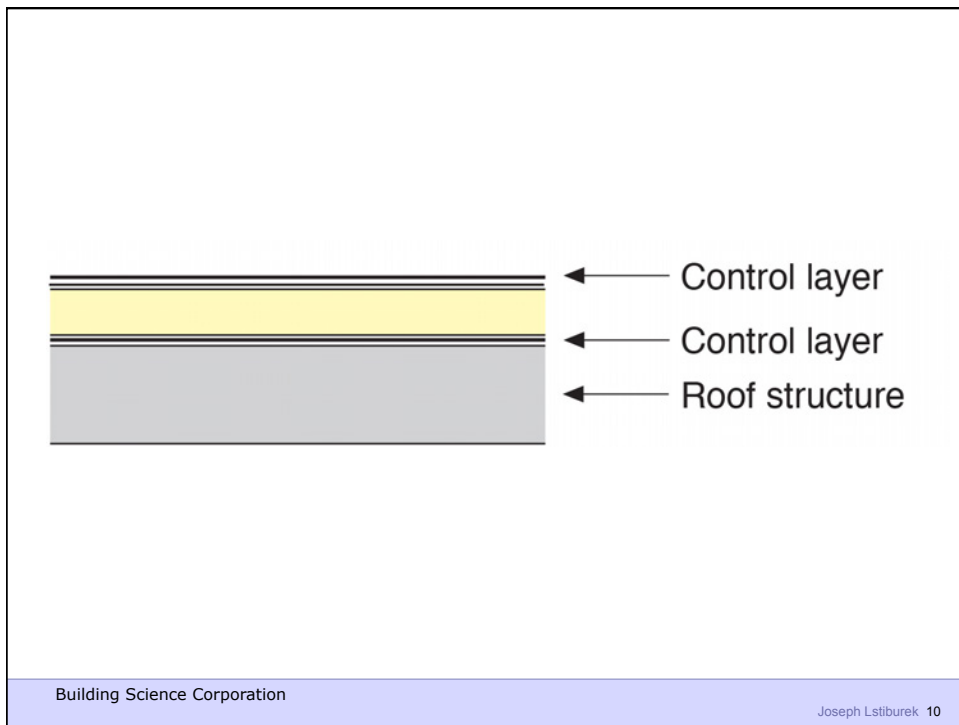 Control layer
Control layer
Roof structure
Building Science Corporation
Joseph Lstiburek 10